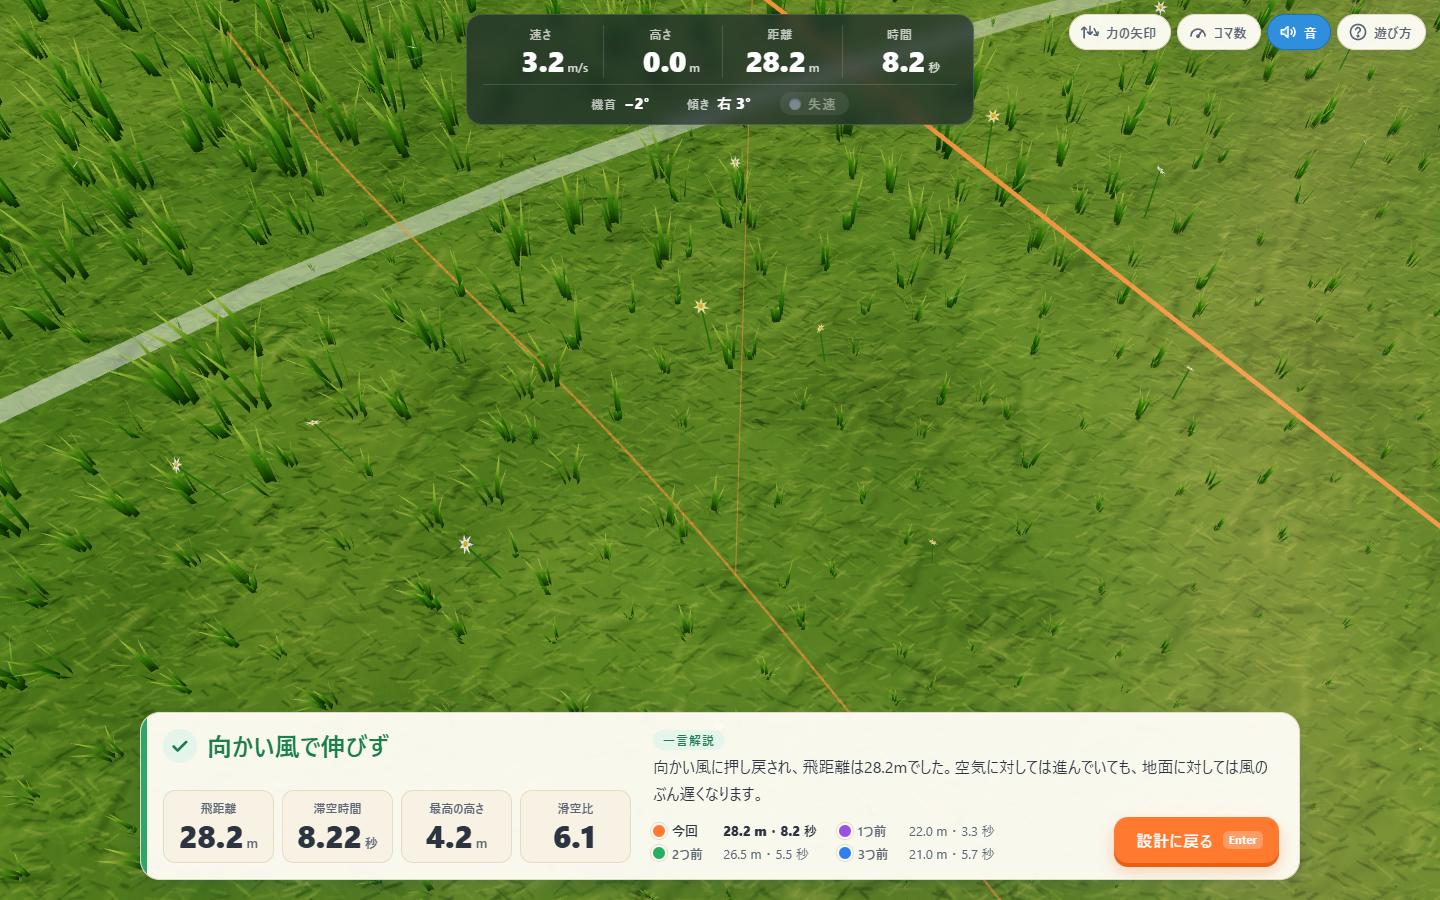 速さ 高さ 距離 時間
3.2 m/s 0.0 m 28.2 m 8.2 秒
機首 −2° 傾き 右 3° 失速
力の矢印 コマ数 音 遊び方
向かい風で伸びず
飛距離 滞空時間 最高の高さ 滑空比
28.2 m 8.22 秒 4.2 m 6.1
一言解説
向かい風に押し戻され、飛距離は28.2mでした。空気に対しては進んでいても、地面に対しては風の
ぶん遅くなります。
今回 28.2 m・8.2 秒 1つ前 22.0 m・3.3 秒
2つ前 26.5 m・5.5 秒 3つ前 21.0 m・5.7 秒
設計に戻る Enter